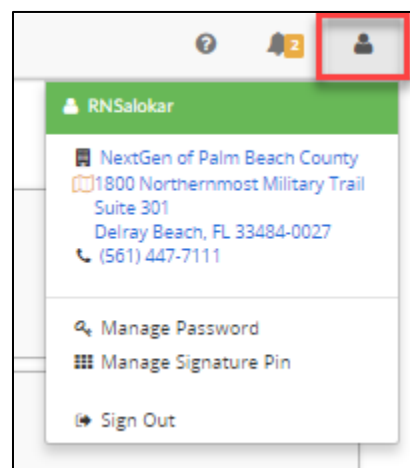 2
RNSalokar
NextGen of Palm Beach County
1800 Northernmost Military Trail
Suite 301
Delray Beach, FL 33484-0027
(561) 447-7111
Manage Password
Manage Signature Pin
Sign Out